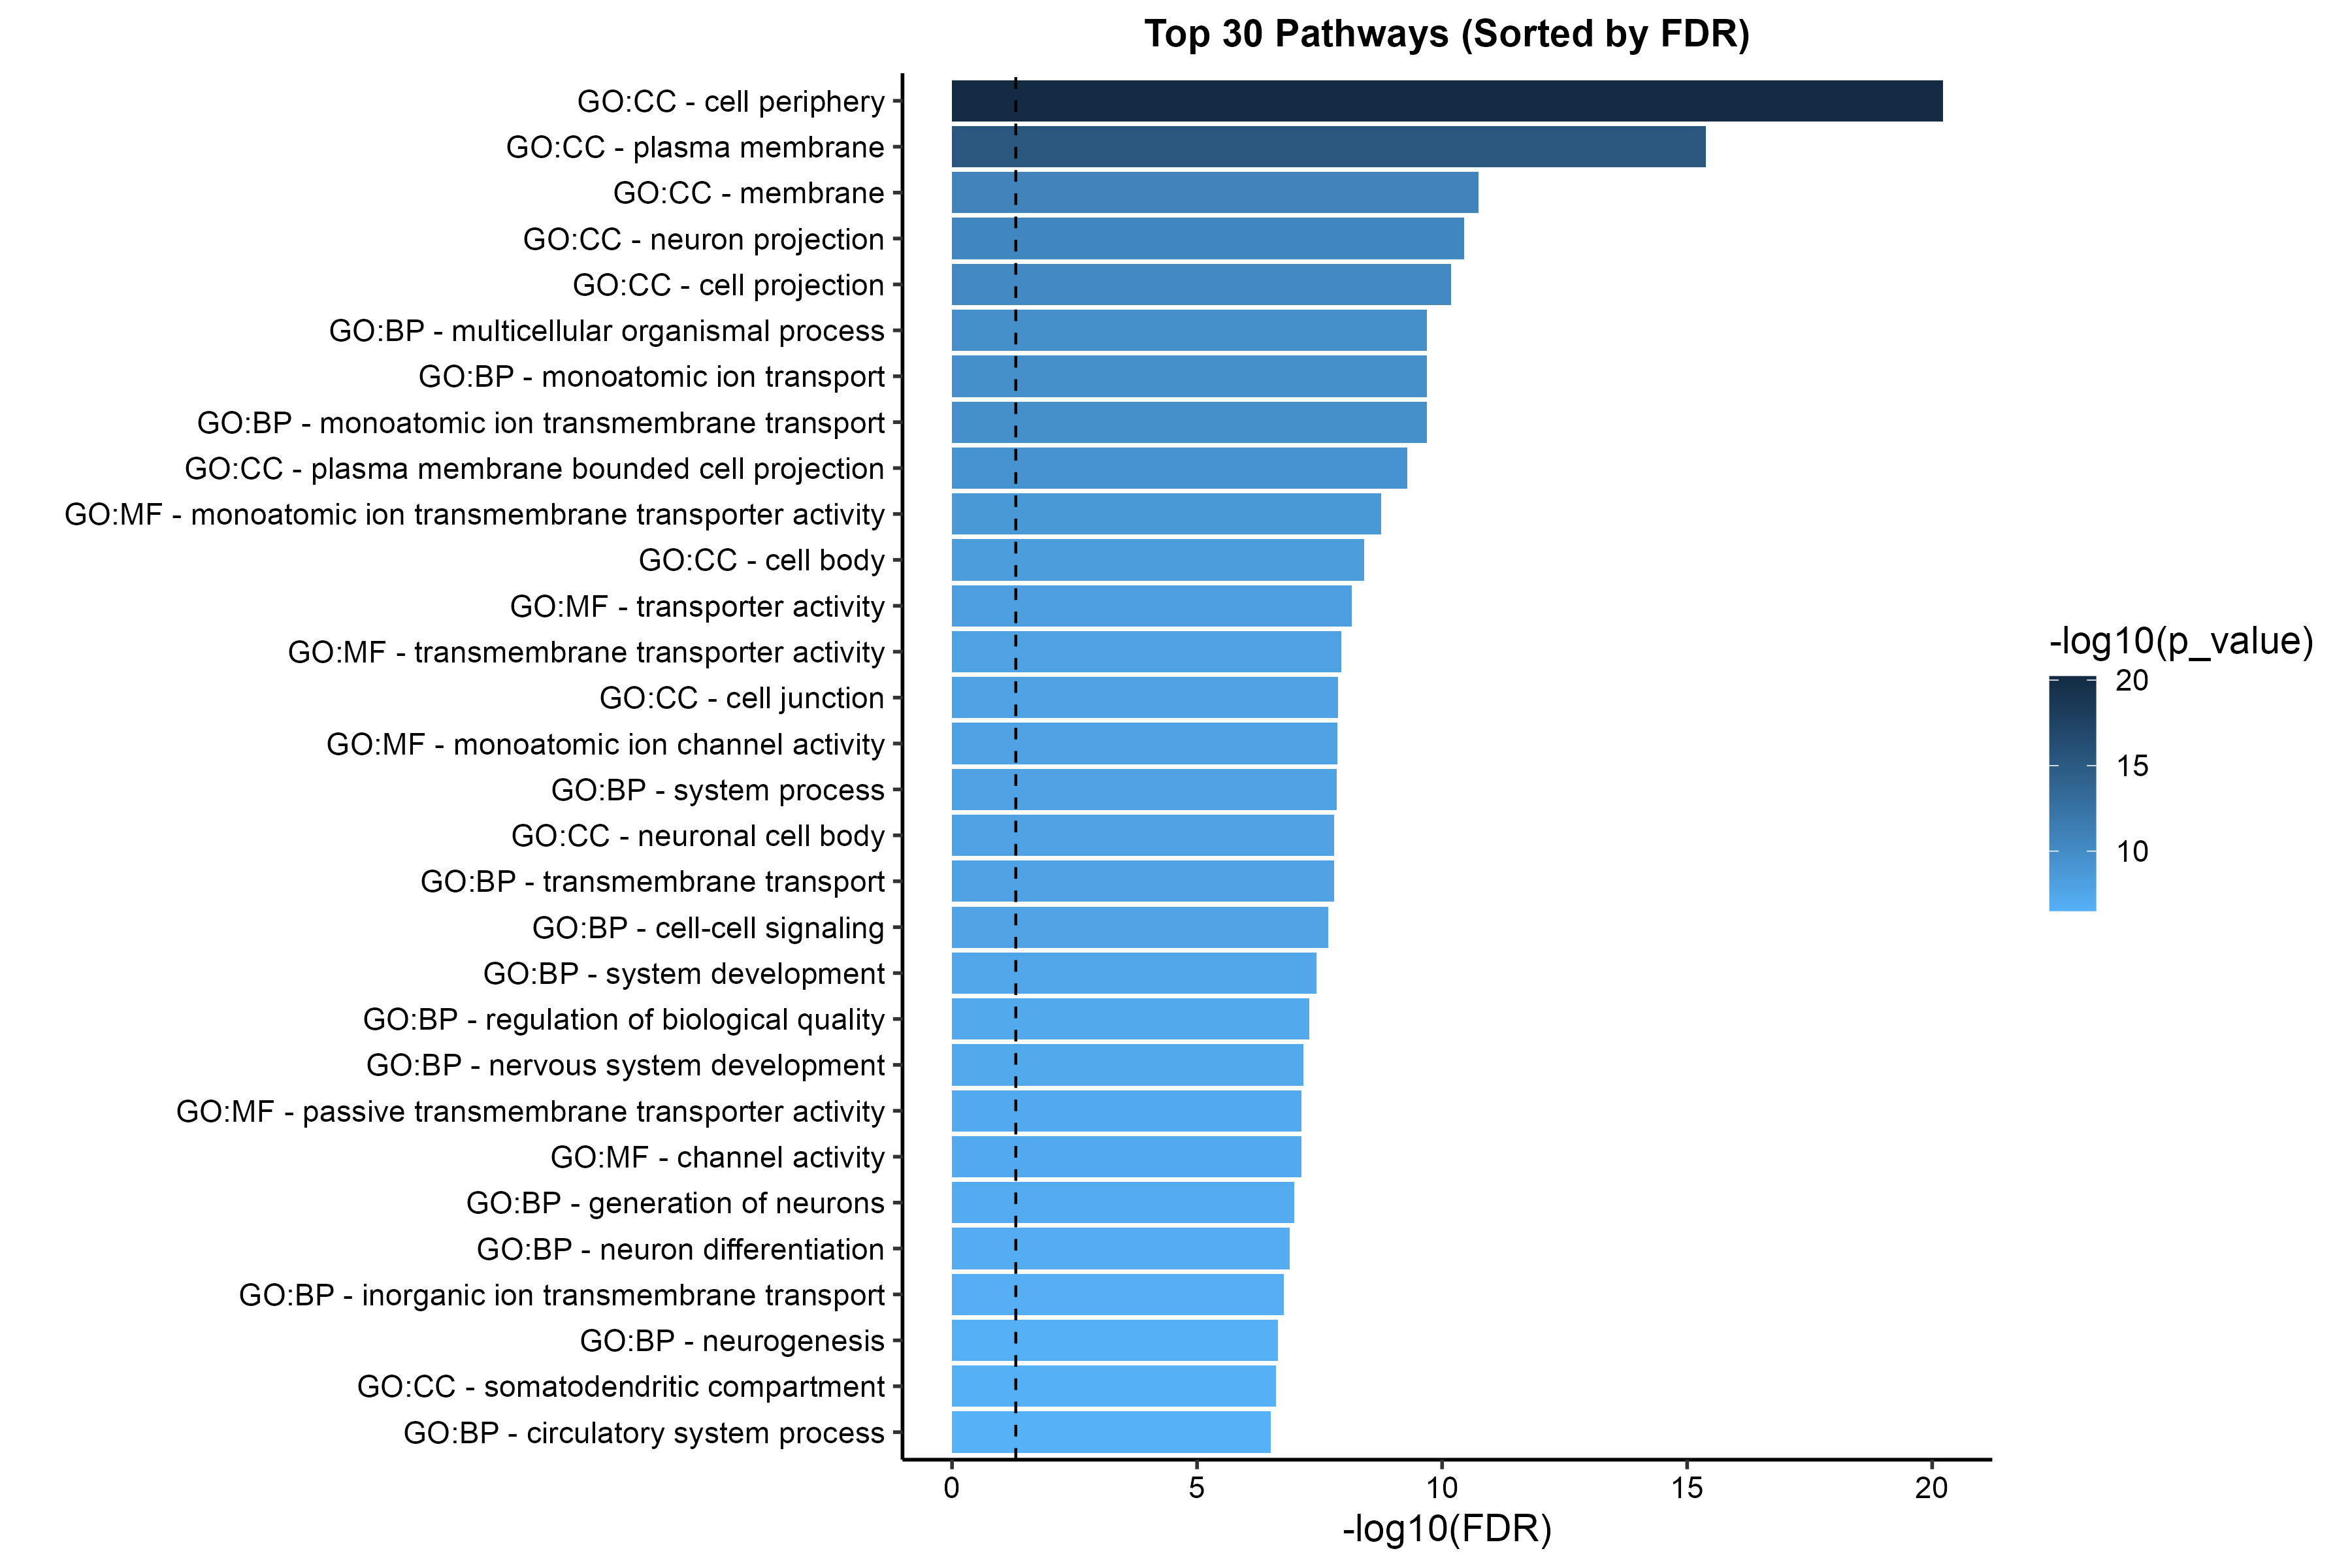 Top 30 Pathways (Sorted by FDR)
GO:CC - cell periphery
GO:CC - plasma membrane
GO:CC - membrane
GO:CC - neuron projection
GO:CC - cell projection
GO:BP - multicellular organismal process
GO:BP - monoatomic ion transport
GO:BP - monoatomic ion transmembrane transport
GO:CC - plasma membrane bounded cell projection
GO:MF - monoatomic ion transmembrane transporter activity
GO:CC - cell body
GO:MF - transporter activity
GO:MF - transmembrane transporter activity
GO:CC - cell junction
GO:MF - monoatomic ion channel activity
GO:BP - system process
GO:CC - neuronal cell body
GO:BP - transmembrane transport
GO:BP - cell-cell signaling
GO:BP - system development
GO:BP - regulation of biological quality
GO:BP - nervous system development
GO:MF - passive transmembrane transporter activity
GO:MF - channel activity
GO:BP - generation of neurons
GO:BP - neuron differentiation
GO:BP - inorganic ion transmembrane transport
GO:BP - neurogenesis
GO:CC - somatodendritic compartment
GO:BP - circulatory system process
0 5 10 15 20
-log10(FDR)
-log10(p_value)
20
15
10